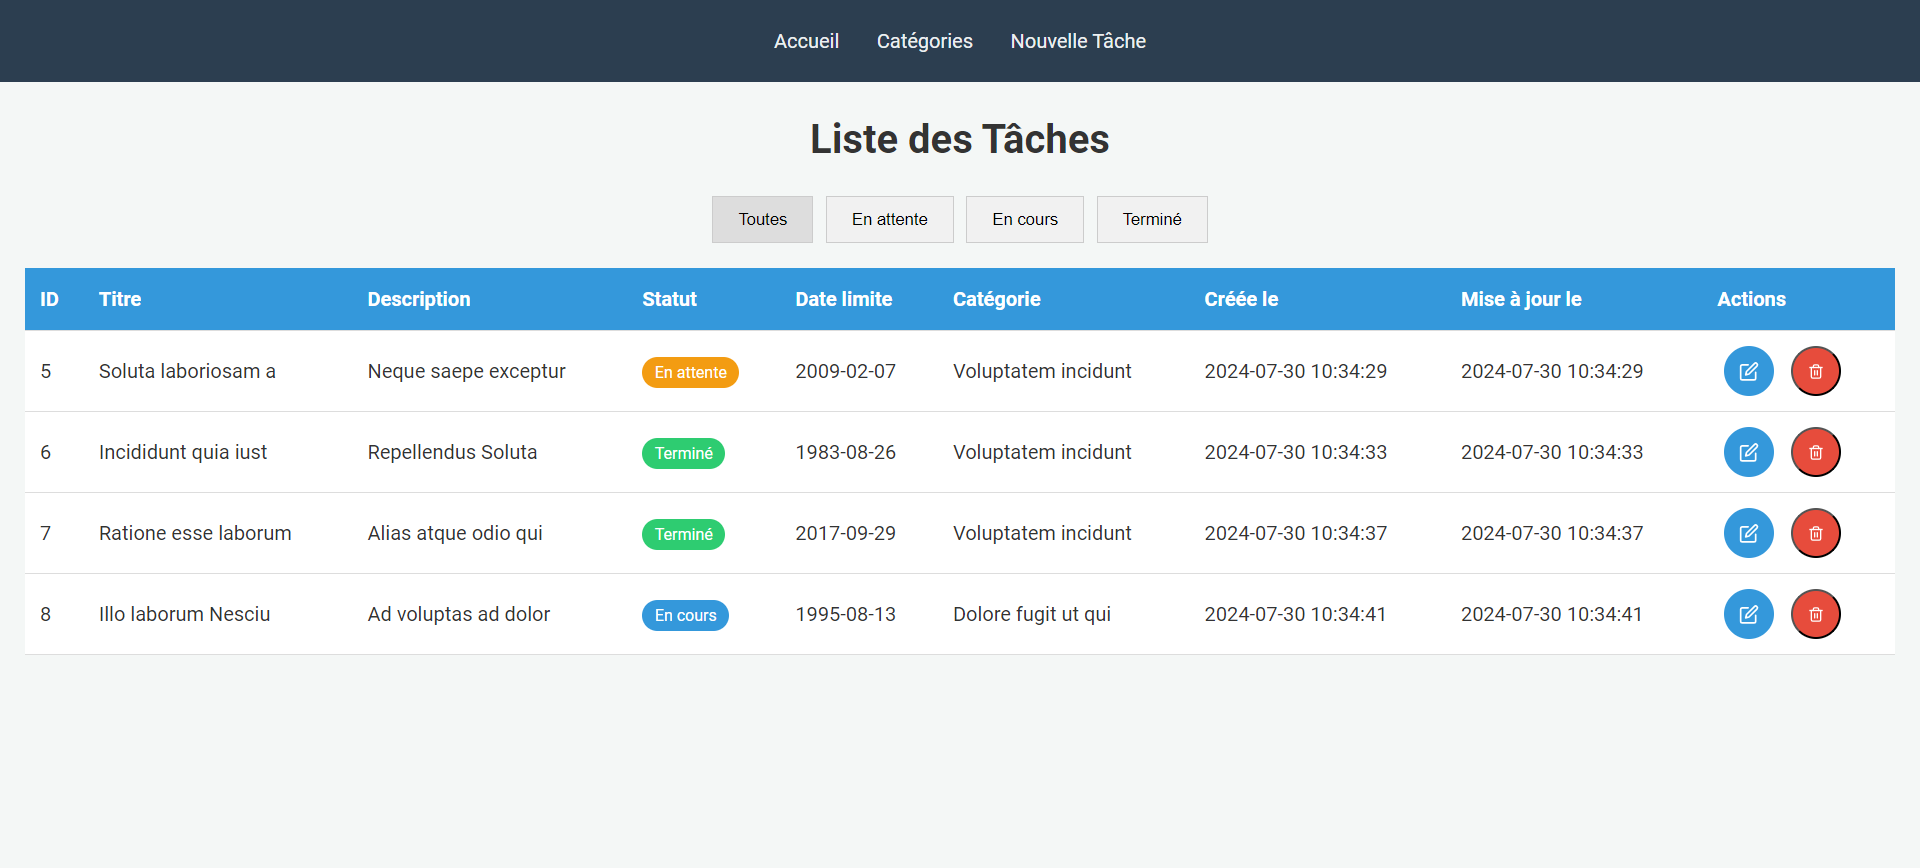 Accueil Catégories Nouvelle Tâche
Liste des Tâches
Toutes En attente En cours Terminé
ID Titre Description Statut Date limite Catégorie Créée le Mise à jour le Actions
5 Soluta laboriosam a Neque saepe exceptur En attente 2009-02-07 Voluptatem incidunt 2024-07-30 10:34:29 2024-07-30 10:34:29
6 Incididunt quia iust Repellendus Soluta Terminé 1983-08-26 Voluptatem incidunt 2024-07-30 10:34:33 2024-07-30 10:34:33
7 Ratione esse laborum Alias atque odio qui Terminé 2017-09-29 Voluptatem incidunt 2024-07-30 10:34:37 2024-07-30 10:34:37
8 Illo laborum Nesciu Ad voluptas ad dolor En cours 1995-08-13 Dolore fugit ut qui 2024-07-30 10:34:41 2024-07-30 10:34:41